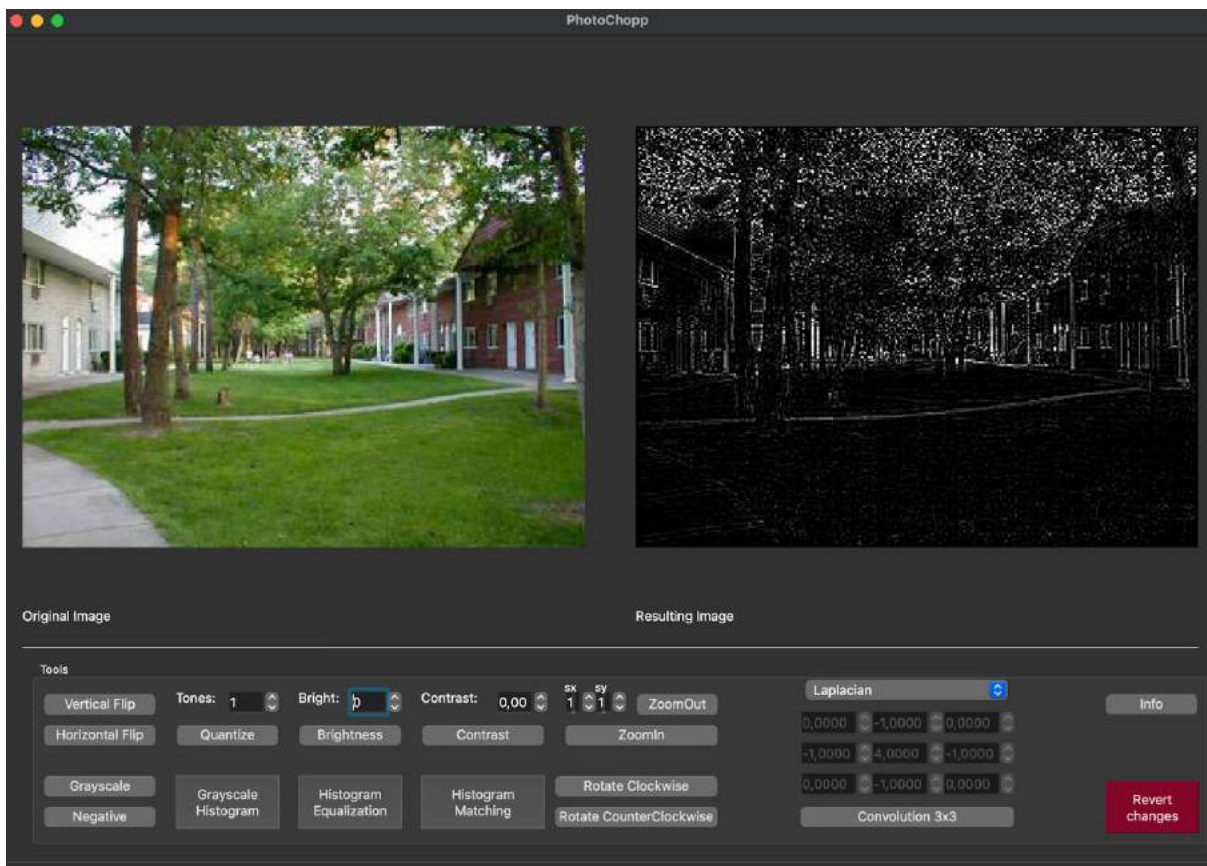 PhotoChopp
Original Image
Resulting Image
Tools
Vertical Flip
Tones: 1
Bright: 0
Contrast: 0,00
sx sy
1 1
ZoomOut
Laplacian
Info
Horizontal Flip
Quantize
Brightness
Contrast
ZoomIn
0,0000 -1,0000 0,0000
-1,0000 4,0000 -1,0000
0,0000 -1,0000 0,0000
Grayscale
Negative
Grayscale
Histogram
Histogram
Equalization
Histogram
Matching
Rotate Clockwise
Rotate CounterClockwise
Convolution 3x3
Revert
changes